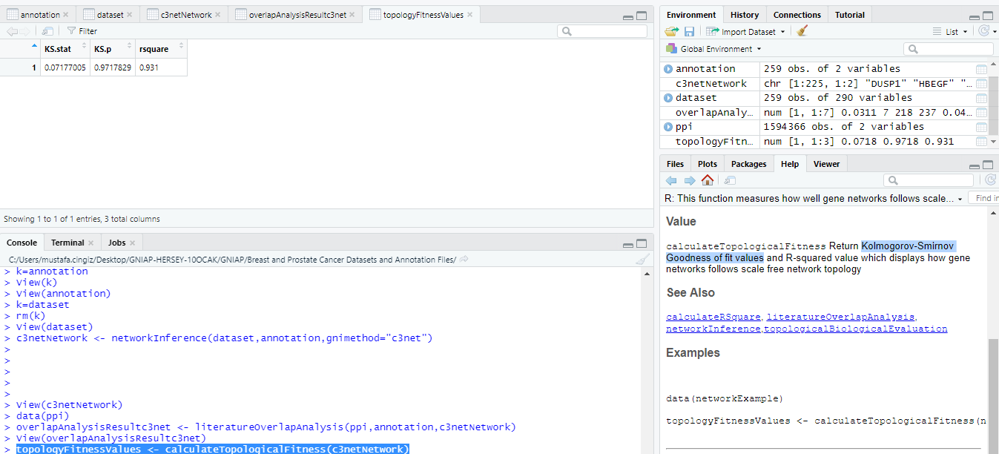 annotation
dataset
c3netNetwork
overlapAnalysisResultc3net
topologyFitnessValues
Filter
KS.stat KS.p rsquare
1 0.07177005 0.9717829 0.931
Showing 1 to 1 of 1 entries, 3 total columns
Console Terminal Jobs
C:/Users/mustafa.cingiz/Desktop/GNIAP-HERSEY-10OCAK/GNIAP/Breast and Prostate Cancer Datasets and Annotation Files/
> k=annotation
> View(k)
> View(annotation)
> k=dataset
> rm(k)
> View(dataset)
> c3netNetwork <- networkInference(dataset,annotation,gnimethod="c3net")
>
>
>
>
>
> View(c3netNetwork)
> data(ppi)
> overlapAnalysisResultc3net <- literatureOverlapAnalysis(ppi,annotation,c3netNetwork)
> View(overlapAnalysisResultc3net)
> topologyFitnessValues <- calculateTopologicalFitness(c3netNetwork)
Environment History Connections Tutorial
Import Dataset List
Global Environment
annotation 259 obs. of 2 variables
c3netNetwork chr [1:225, 1:2] "DUSP1" "HBEGF" "…
dataset 259 obs. of 290 variables
overlapAnaly… num [1, 1:7] 0.0311 7 218 237 0.04…
ppi 1594366 obs. of 2 variables
topologyFitn… num [1, 1:3] 0.0718 0.9718 0.931
Files Plots Packages Help Viewer
R: This function measures how well gene networks follows scale... Find in
Value
calculateTopologicalFitness Return Kolmogorov-Smirnov
Goodness of fit values and R-squared value which displays how gene
networks follows scale free network topology
See Also
calculateRSquare, literatureOverlapAnalysis,
networkInference,topologicalBiologicalEvaluation
Examples
data(networkExample)
topologyFitnessValues <- calculateTopologicalFitness(n